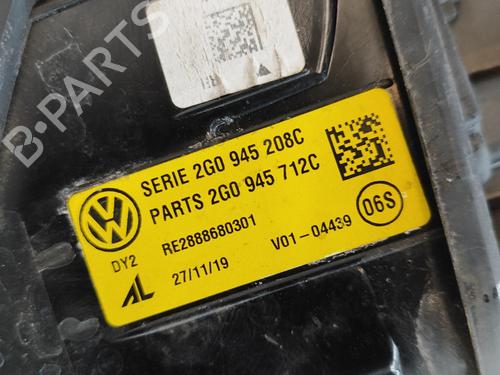 B-PARTS
SERIE 2G0 945 208C
PARTS 2G0 945 712C
RE2888680301
DY2
27/11/19
V01-04439
06S
AL